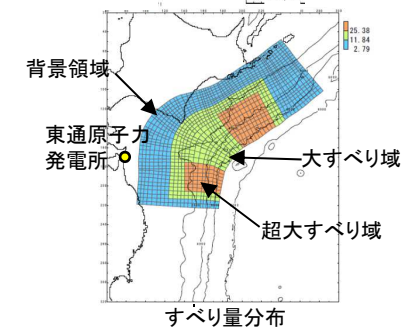 25.38
11.84
2.79
背景領域
東通原子力
発電所
大すべり域
超大すべり域
すべり量分布